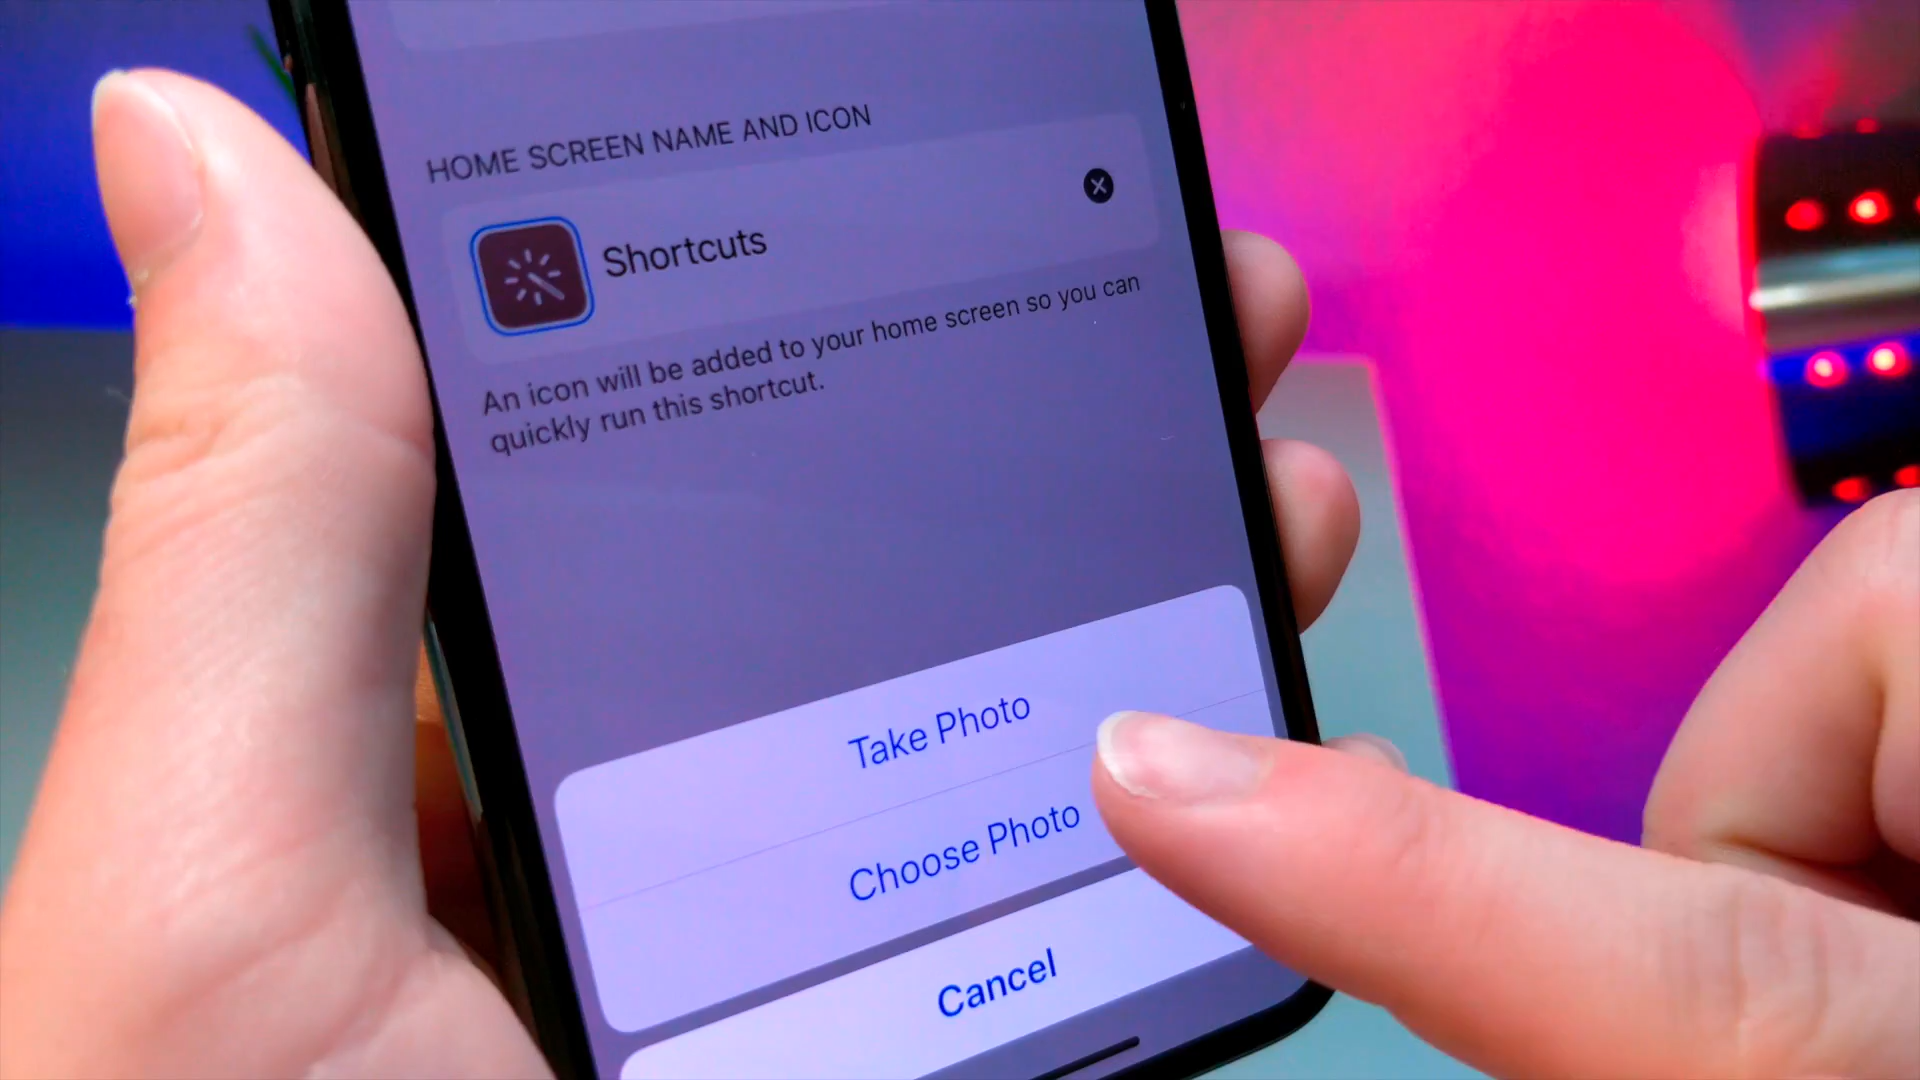 HOME SCREEN NAME AND ICON
Shortcuts
An icon will be added to your home screen so you can
quickly run this shortcut.
Take Photo
Choose Photo
Cancel